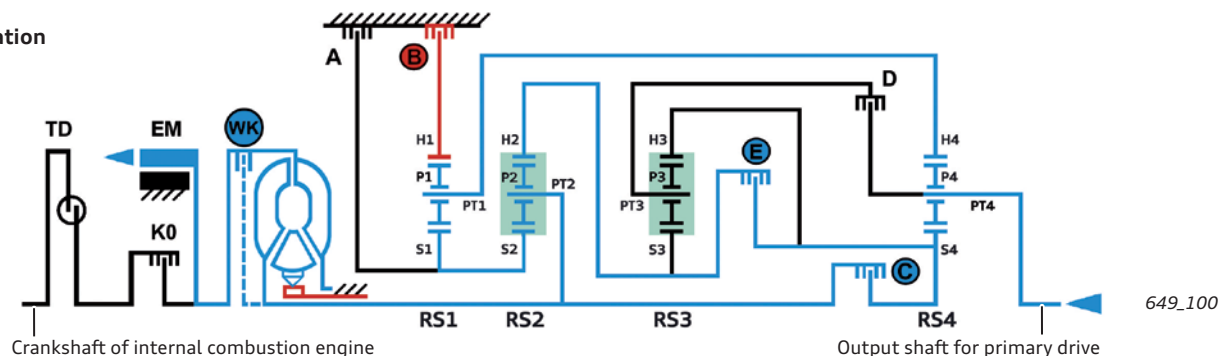 ation
A
B
D
TD
EM
WK
H1
H2
H3
E
H4
P1
P2
PT2
P3
P4
PT1
PT3
PT4
K0
S1
S2
S3
S4
C
649_100
RS1
RS2
RS3
RS4
Crankshaft of internal combustion engine
Output shaft for primary drive